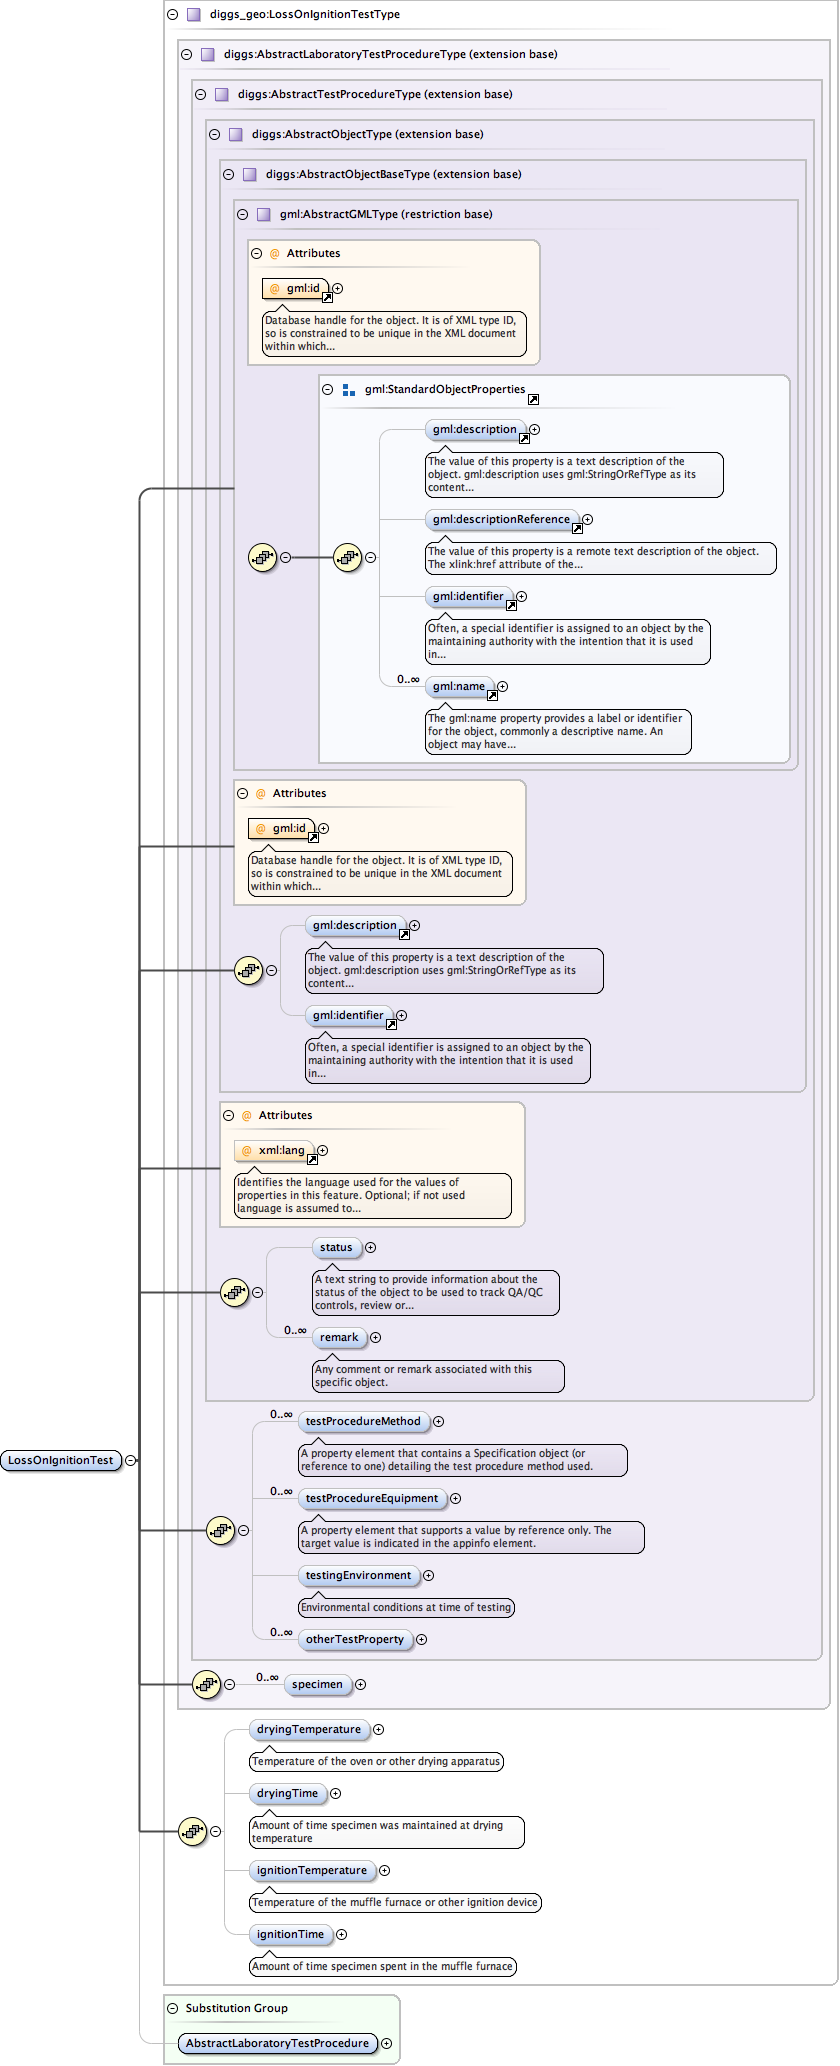 diggs_geo:LossOnIgnitionTestType
diggs:AbstractLaboratoryTestProcedureType (extension base)
diggs:AbstractTestProcedureType (extension base)
diggs:AbstractObjectType (extension base)
diggs:AbstractObjectBaseType (extension base)
gml:AbstractGMLType (restriction base)
@ Attributes
@ gml:id
Database handle for the object. It is of XML type ID,
so is constrained to be unique in the XML document
within which...
gml:StandardObjectProperties
gml:description
The value of this property is a text description of the
object. gml:description uses gml:StringOrRefType as its
content...
gml:descriptionReference
The value of this property is a remote text description of the object.
The xlink:href attribute of the...
gml:identifier
Often, a special identifier is assigned to an object by the
maintaining authority with the intention that it is used
in...
0..∞ gml:name
The gml:name property provides a label or identifier
for the object, commonly a descriptive name. An
object may have...
@ Attributes
@ gml:id
Database handle for the object. It is of XML type ID,
so is constrained to be unique in the XML document
within which...
gml:description
The value of this property is a text description of the
object. gml:description uses gml:StringOrRefType as its
content...
gml:identifier
Often, a special identifier is assigned to an object by the
maintaining authority with the intention that it is used
in...
@ Attributes
@ xml:lang
Identifies the language used for the values of
properties in this feature. Optional; if not used
language is assumed to...
status
A text string to provide information about the
status of the object to be used to track QA/QC
controls, review or...
0..∞ remark
Any comment or remark associated with this
specific object.
0..∞ testProcedureMethod
A property element that contains a Specification object (or
reference to one) detailing the test procedure method used.
LossOnIgnitionTest
0..∞ testProcedureEquipment
A property element that supports a value by reference only. The
target value is indicated in the appinfo element.
testingEnvironment
Environmental conditions at time of testing
0..∞ otherTestProperty
0..∞ specimen
dryingTemperature
Temperature of the oven or other drying apparatus
dryingTime
Amount of time specimen was maintained at drying
temperature
ignitionTemperature
Temperature of the muffle furnace or other ignition device
ignitionTime
Amount of time specimen spent in the muffle furnace
Substitution Group
AbstractLaboratoryTestProcedure